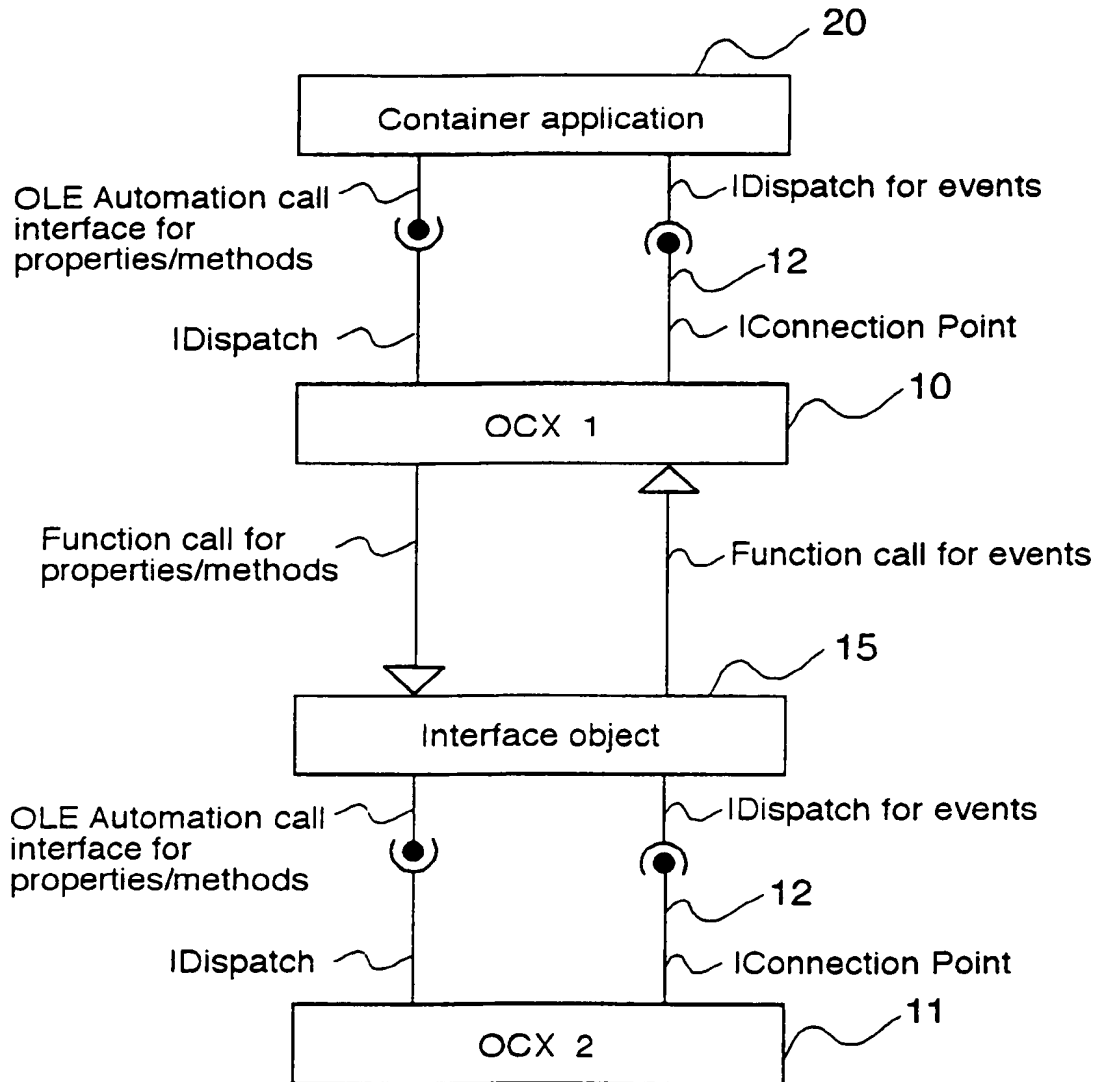 20
Container application
OLE Automation call
interface for
properties/methods
IDispatch for events
12
IDispatch
IConnection Point
10
OCX 1
Function call for
properties/methods
Function call for events
15
Interface object
OLE Automation call
interface for
properties/methods
IDispatch for events
12
IDispatch
IConnection Point
11
OCX 2